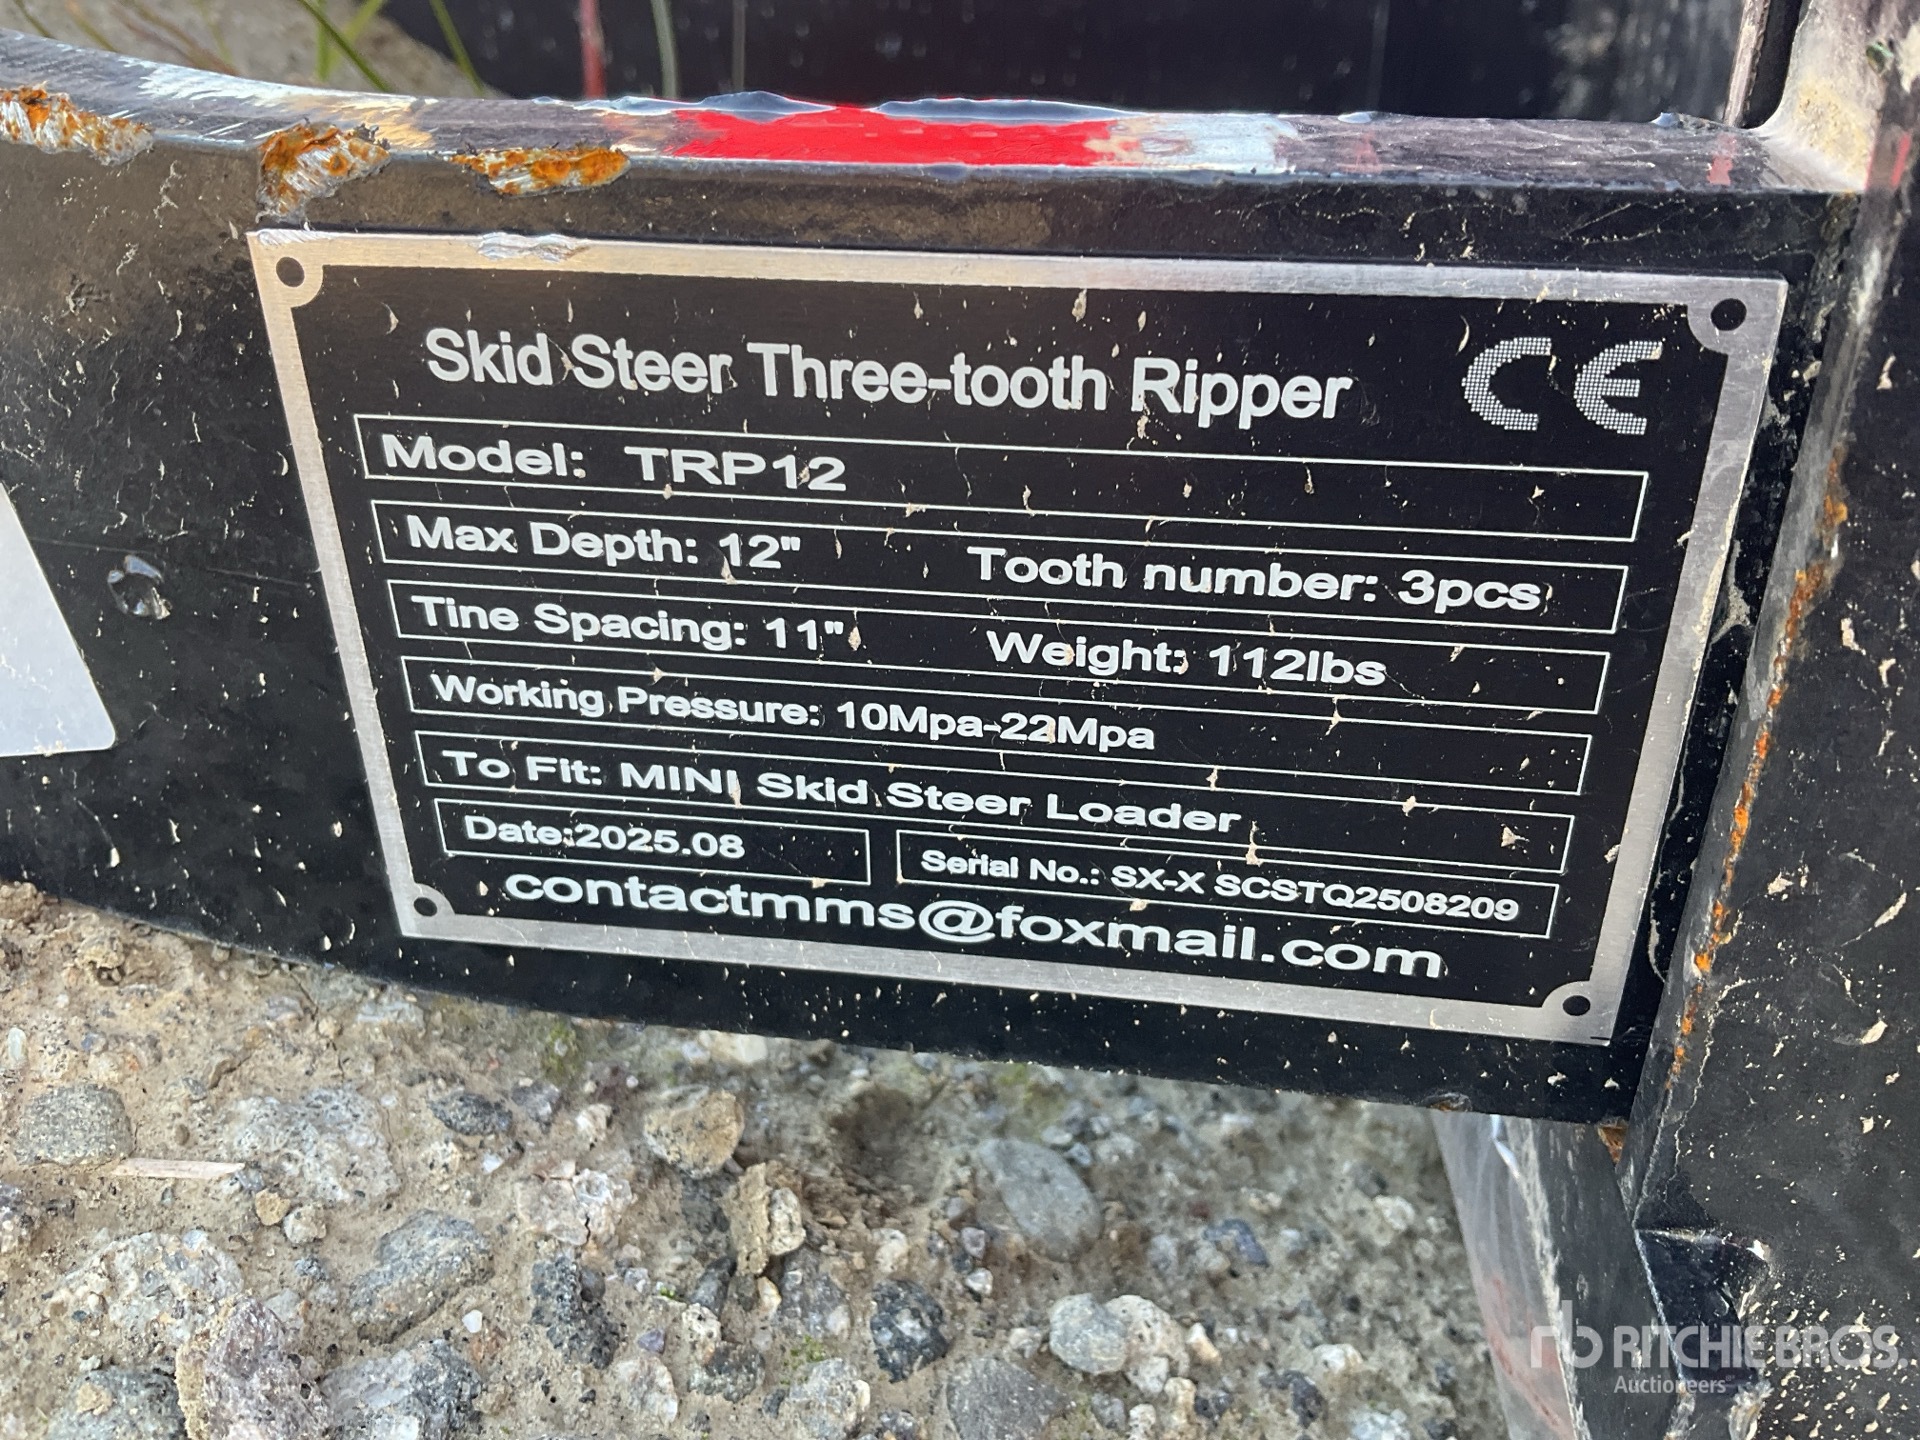 Skid Steer Three-tooth Ripper CE
Model: TRP12
Max Depth: 12" Tooth number: 3pcs
Tine Spacing: 11" Weight: 112lbs
Working Pressure: 10Mpa-22Mpa
To Fit: MINI Skid Steer Loader
Date:2025.08 Serial No.: SX-X SCSTQ2508209
contactmms@foxmail.com
rb RITCHIE BROS.
Auctioneers